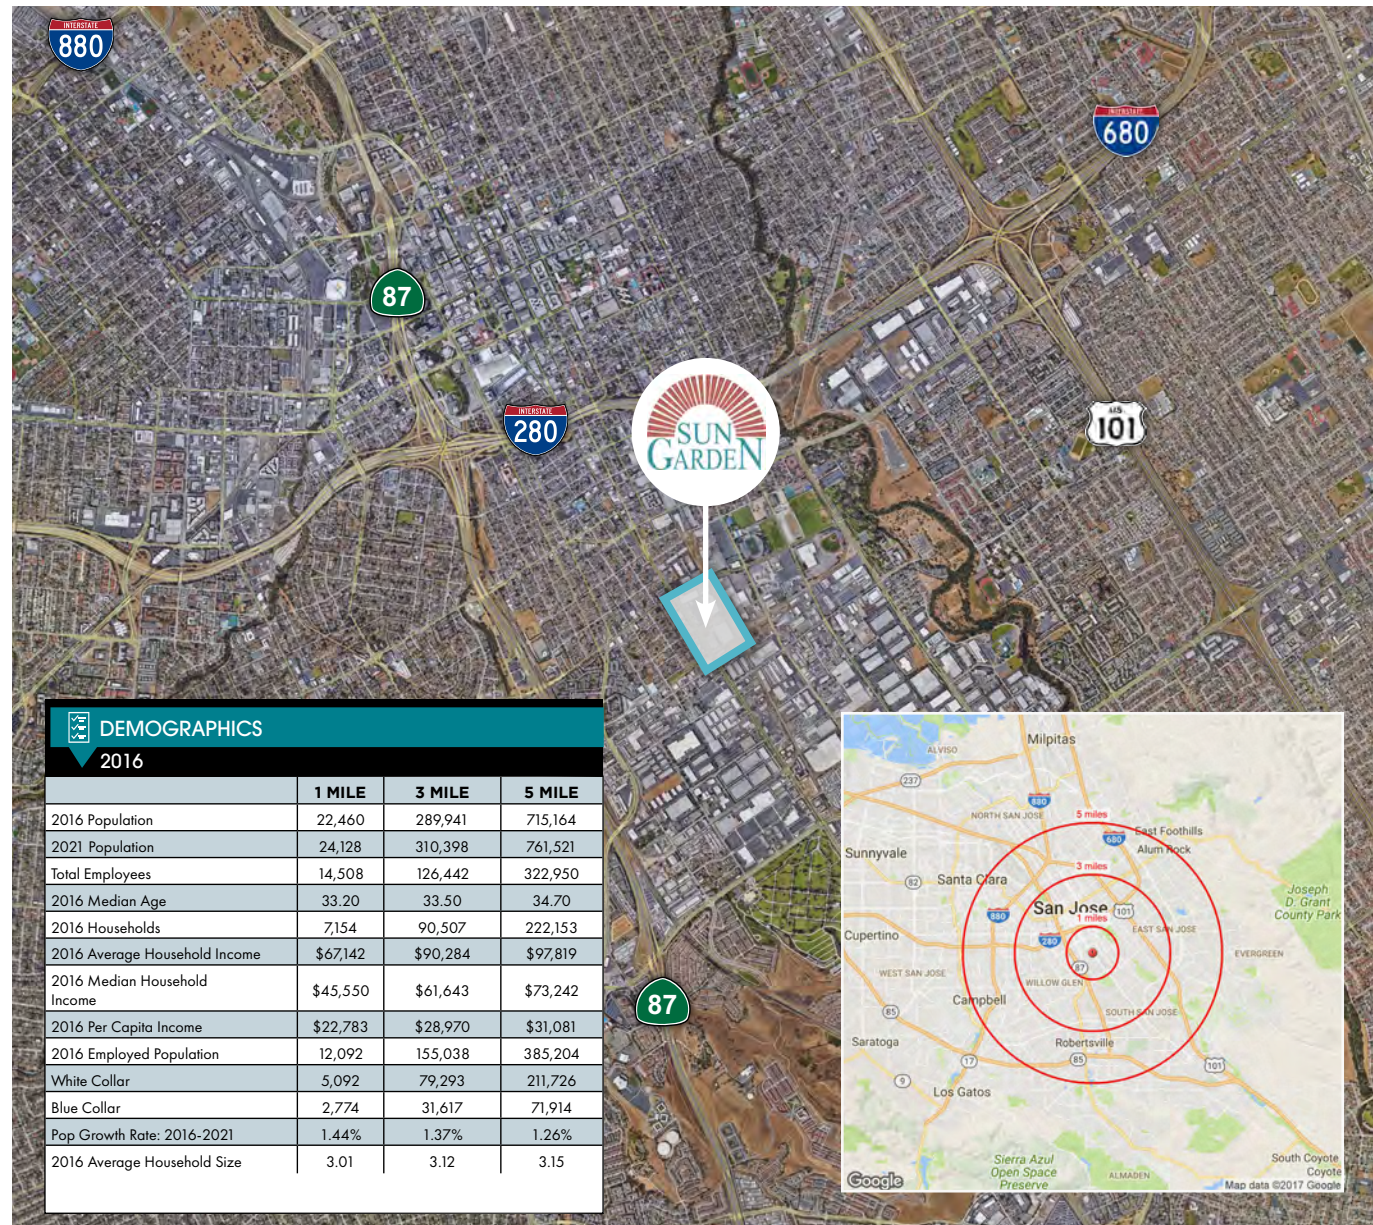 INTERSTATE
880
INTERSTATE
680
87
INTERSTATE
280
SUN
GARDEN
101
87
DEMOGRAPHICS
2016
1 MILE 3 MILE 5 MILE
2016 Population 22,460 289,941 715,164
2021 Population 24,128 310,398 761,521
Total Employees 14,508 126,442 322,950
2016 Median Age 33.20 33.50 34.70
2016 Households 7,154 90,507 222,153
2016 Average Household Income $67,142 $90,284 $97,819
2016 Median Household
Income $45,550 $61,643 $73,242
2016 Per Capita Income $22,783 $28,970 $31,081
2016 Employed Population 12,092 155,038 385,204
White Collar 5,092 79,293 211,726
Blue Collar 2,774 31,617 71,914
Pop Growth Rate: 2016-2021 1.44% 1.37% 1.26%
2016 Average Household Size 3.01 3.12 3.15
Milpitas
ALVISO
237
880
NORTH SAN JOSE
5 miles
680
East Foothills
Alum Rock
Sunnyvale
3 miles
82
Santa Clara
Joseph
D. Grant
County Park
San Jose
101
880
1 miles
EAST SAN JOSE
Cupertino
280
EVERGREEN
87
WEST SAN JOSE
WILLOW GLEN
Campbell
85
SOUTH SAN JOSE
Saratoga
Robertsville
17
85
101
9
Los Gatos
Sierra Azul
Open Space
Preserve
ALMADEN
South Coyote
Coyote
Google
Map data ©2017 Google